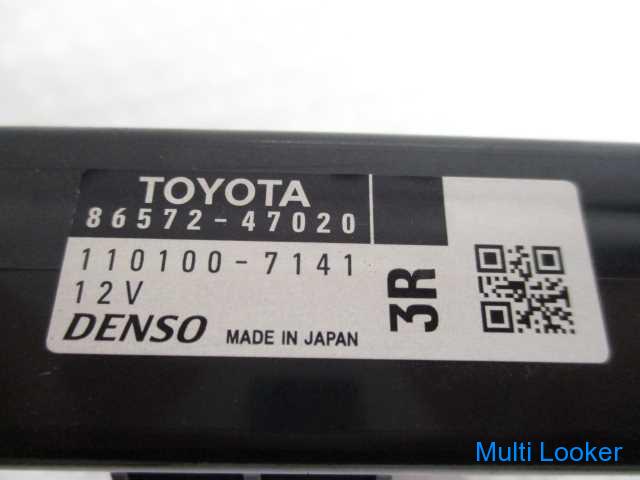 TOYOTA
86572-47020
110100-7141
12V
DENSO MADE IN JAPAN
3R
Multi Looker